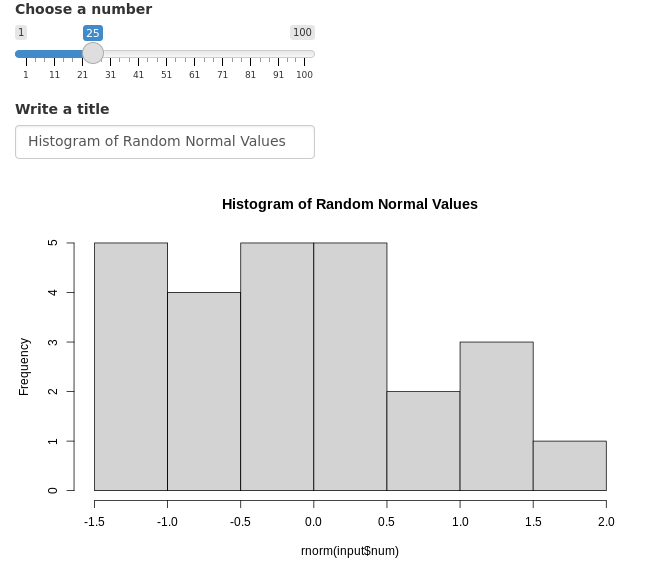 Choose a number
1 25 100
1 11 21 31 41 51 61 71 81 91 100
Write a title
Histogram of Random Normal Values
Histogram of Random Normal Values
Frequency
5
4
3
2
1
0
-1.5 -1.0 -0.5 0.0 0.5 1.0 1.5 2.0
rnorm(input$num)